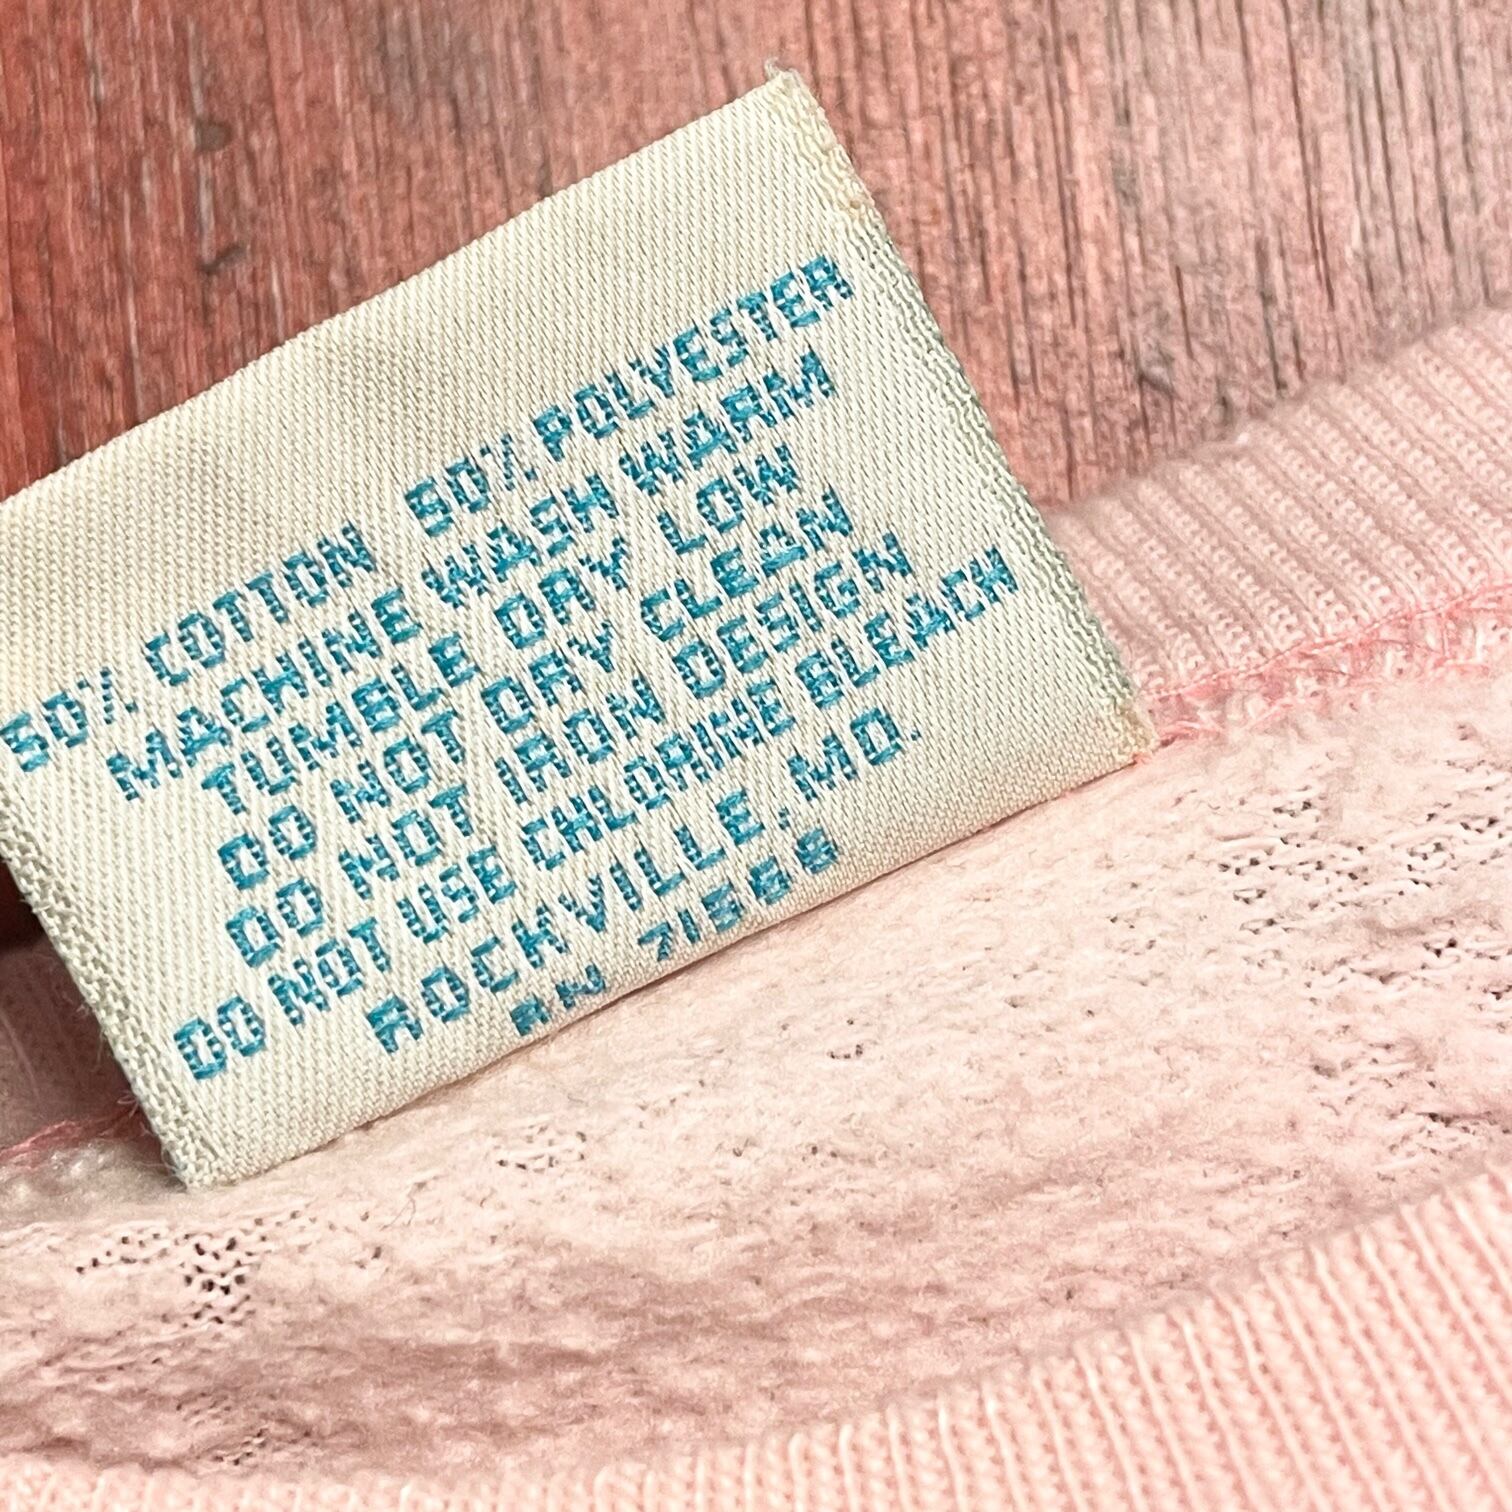 50% COTTON 50% POLYESTER
MACHINE WASH WARM
TUMBLE DRY LOW
DO NOT DRY CLEAN
DO NOT IRON DESIGN
DO NOT USE CHLORINE BLEACH
ROCKVILLE, MD.
RN